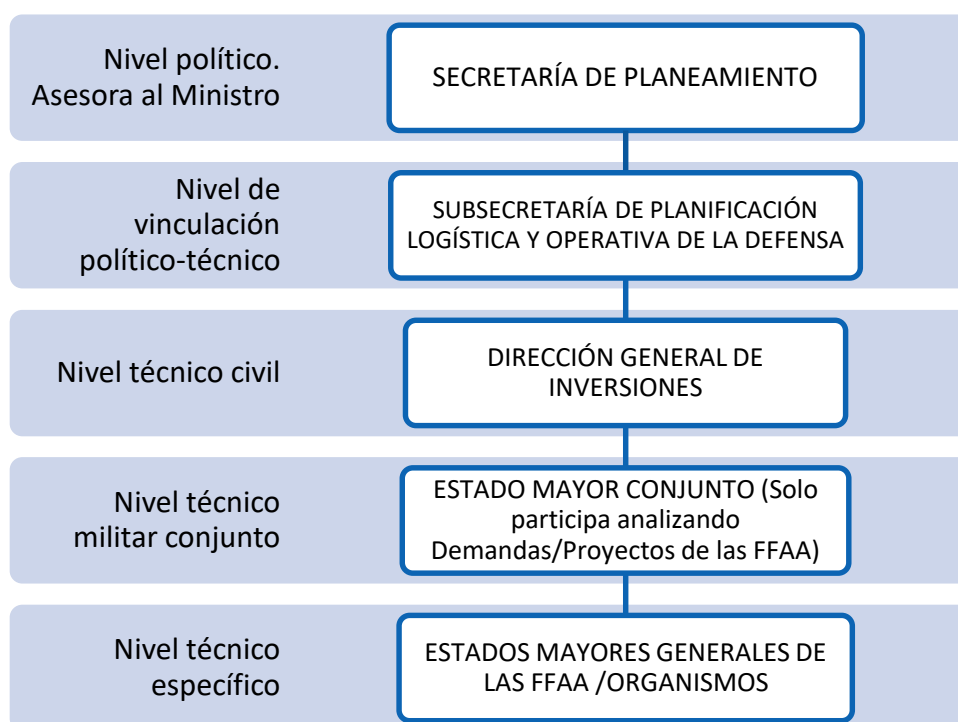 Nivel político.
Asesora al Ministro
SECRETARÍA DE PLANEAMIENTO
Nivel de
vinculación
político-técnico
SUBSECRETARÍA DE PLANIFICACIÓN
LOGÍSTICA Y OPERATIVA DE LA DEFENSA
Nivel técnico civil
DIRECCIÓN GENERAL DE
INVERSIONES
Nivel técnico
militar conjunto
ESTADO MAYOR CONJUNTO (Solo
participa analizando
Demandas/Proyectos de las FFAA)
Nivel técnico
específico
ESTADOS MAYORES GENERALES DE
LAS FFAA /ORGANISMOS